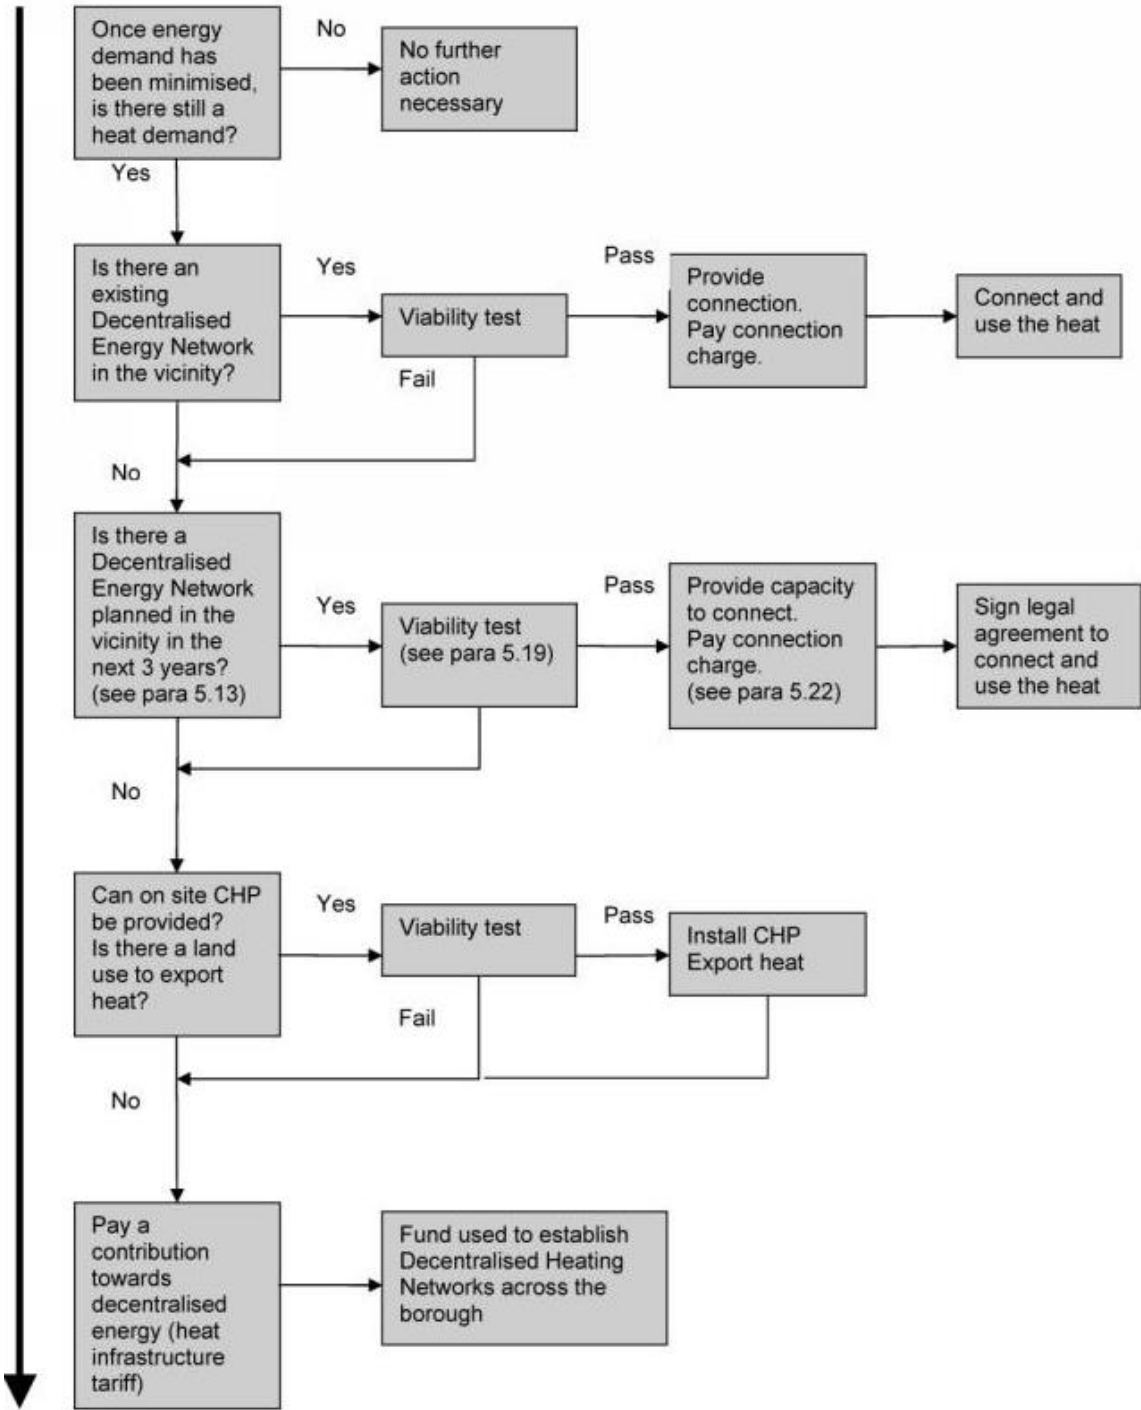 Once energy
demand has
been minimised,
is there still a
heat demand?
No
No further
action
necessary
Yes
Is there an
existing
Decentralised
Energy Network
in the vicinity?
Yes
Viability test
Pass
Provide
connection.
Pay connection
charge.
Connect and
use the heat
Fail
No
Is there a
Decentralised
Energy Network
planned in the
vicinity in the
next 3 years?
(see para 5.13)
Yes
Viability test
(see para 5.19)
Pass
Provide capacity
to connect.
Pay connection
charge.
(see para 5.22)
Sign legal
agreement to
connect and
use the heat
No
Can on site CHP
be provided?
Is there a land
use to export
heat?
Yes
Viability test
Pass
Install CHP
Export heat
Fail
No
Pay a
contribution
towards
decentralised
energy (heat
infrastructure
tariff)
Fund used to establish
Decentralised Heating
Networks across the
borough